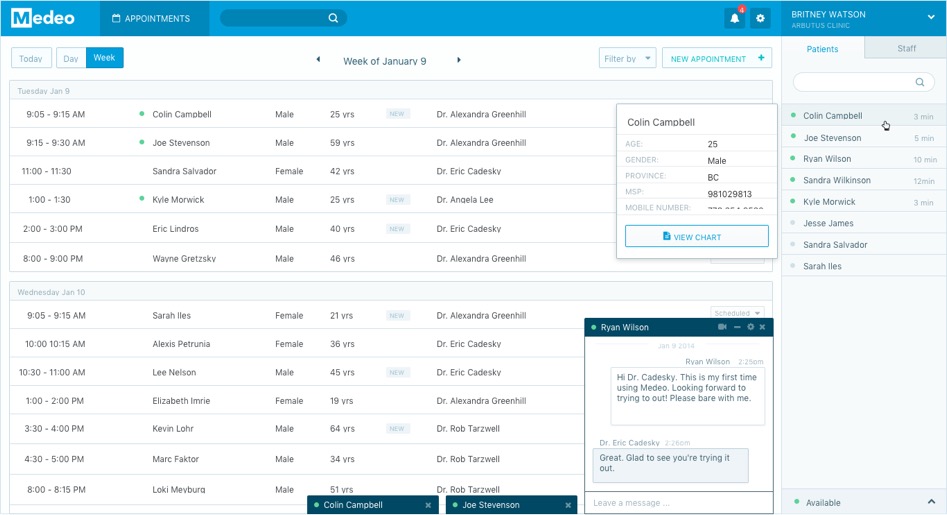 Medeo
APPOINTMENTS
4
BRITNEY WATSON
ARBUTUS CLINIC
Today
Day
Week
Week of January 9
Filter by
NEW APPOINTMENT +
Patients
Staff
Tuesday Jan 9
9:05 - 9:15 AM Colin Campbell Male 25 yrs NEW Dr. Alexandra Greenhill
9:15 - 9:30 AM Joe Stevenson Male 59 yrs Dr. Alexandra Greenhill
11:00 - 11:30 Sandra Salvador Female 42 yrs Dr. Eric Cadesky
1:00 - 1:30 Kyle Morwick Male 25 yrs NEW Dr. Angela Lee
2:00 - 3:00 PM Eric Lindros Male 40 yrs NEW Dr. Eric Cadesky
8:00 - 9:00 PM Wayne Gretzsky Male 46 yrs Dr. Alexandra Greenhill
Colin Campbell
AGE: 25
GENDER: Male
PROVINCE: BC
MSP: 981029813
MOBILE NUMBER:
VIEW CHART
Colin Campbell 3 min
Joe Stevenson 5 min
Ryan Wilson 10 min
Sandra Wilkinson 12min
Kyle Morwick 3 min
Jesse James
Sandra Salvador
Sarah Iles
Wednesday Jan 10
9:05 - 9:15 AM Sarah Iles Female 21 yrs NEW Dr. Alexandra Greenhill Scheduled
10:00 10:15 AM Alexis Petrunia Female 36 yrs Dr. Eric Cadesky
10:30 - 11:00 AM Lee Nelson Male 45 yrs NEW Dr. Eric Cadesky
1:00 - 2:00 PM Elizabeth Imrie Female 19 yrs Dr. Alexandra Greenhill
3:30 - 4:00 PM Kevin Lohr Male 64 yrs NEW Dr. Rob Tarzwell
4:30 - 5:00 PM Marc Faktor Male 34 yrs Dr. Rob Tarzwell
8:00 - 8:15 PM Loki Meyburg Male 51 yrs Dr. Rob Tarzwell
Ryan Wilson
Jan 9 2014
Ryan Wilson 2:25pm
Hi Dr. Cadesky. This is my first time
using Medeo. Looking forward to
trying to out! Please bare with me.
Dr. Eric Cadesky 2:26pm
Great. Glad to see you're trying it
out.
Leave a message ...
Colin Campbell
Joe Stevenson
Available